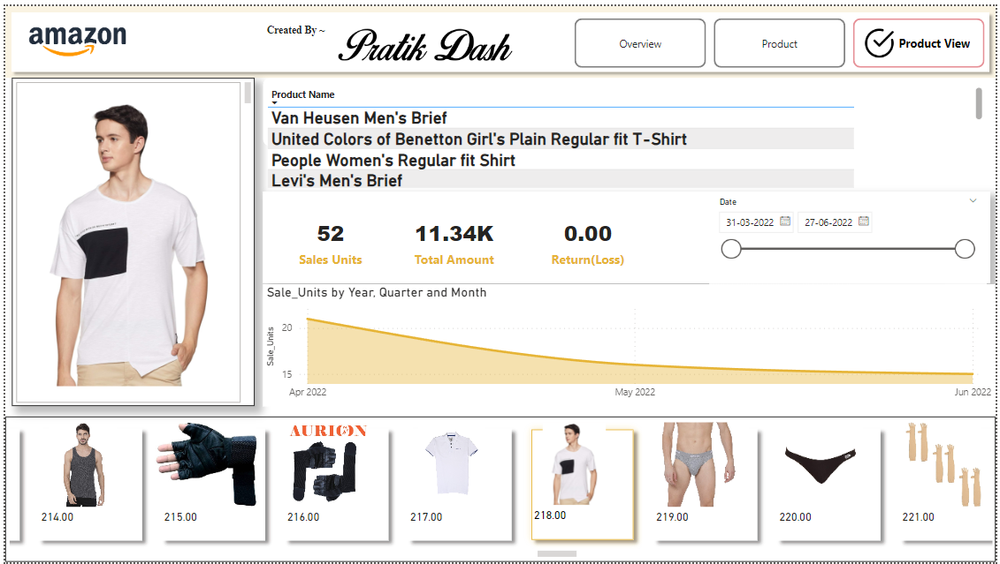 amazon
Created By ~
Pratik Dash
Overview
Product
Product View
Product Name
Van Heusen Men's Brief
United Colors of Benetton Girl's Plain Regular fit T-Shirt
People Women's Regular fit Shirt
Levi's Men's Brief
52
Sales Units
11.34K
Total Amount
0.00
Return(Loss)
Date
31-03-2022
27-06-2022
Sale_Units by Year, Quarter and Month
Sale_Units
20
15
Apr 2022
May 2022
Jun 2022
AURION
214.00
215.00
216.00
217.00
218.00
219.00
220.00
221.00